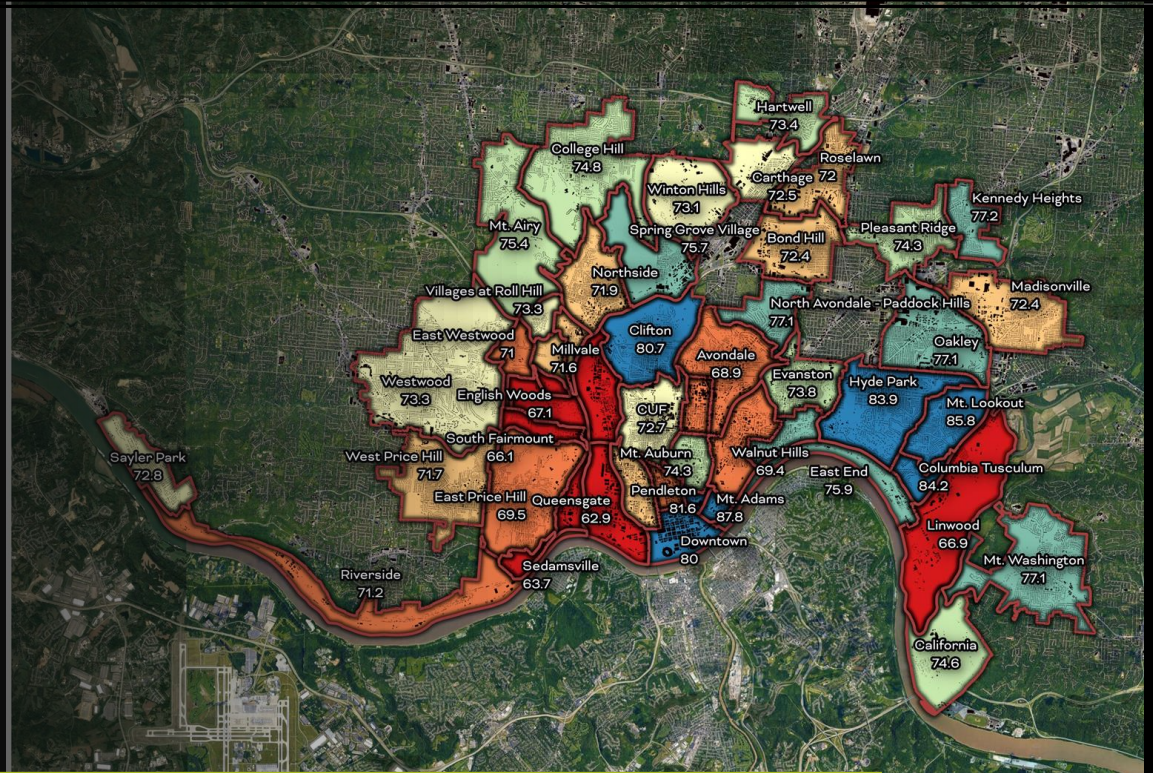 Hartwell
73.4
College Hill
74.8
Roselawn
72
Carthage
72.5
Winton Hills
73.1
Kennedy Heights
77.2
Mt. Airy
75.4
Spring Grove Village
75.7
Pleasant Ridge
74.3
Bond Hill
72.4
Northside
71.9
Madisonville
72.4
Villages at Roll Hill
73.3
North Avondale - Paddock Hills
77.1
East Westwood
71
Clifton
80.7
Oakley
77.1
Millvale
71.6
Avondale
68.9
Evanston
73.8
Westwood
73.3
Hyde Park
83.9
English Woods
67.1
Mt. Lookout
85.8
CUF
72.7
South Fairmount
66.1
West Price Hill
71.7
Mt. Auburn
74.3
Walnut Hills
69.4
Sayler Park
72.8
East End
75.9
Columbia Tusculum
84.2
East Price Hill
69.5
Queensgate
62.9
Pendleton
81.6
Mt. Adams
87.8
Linwood
66.9
Downtown
80
Mt. Washington
77.1
Sedamsville
63.7
Riverside
71.2
California
74.6